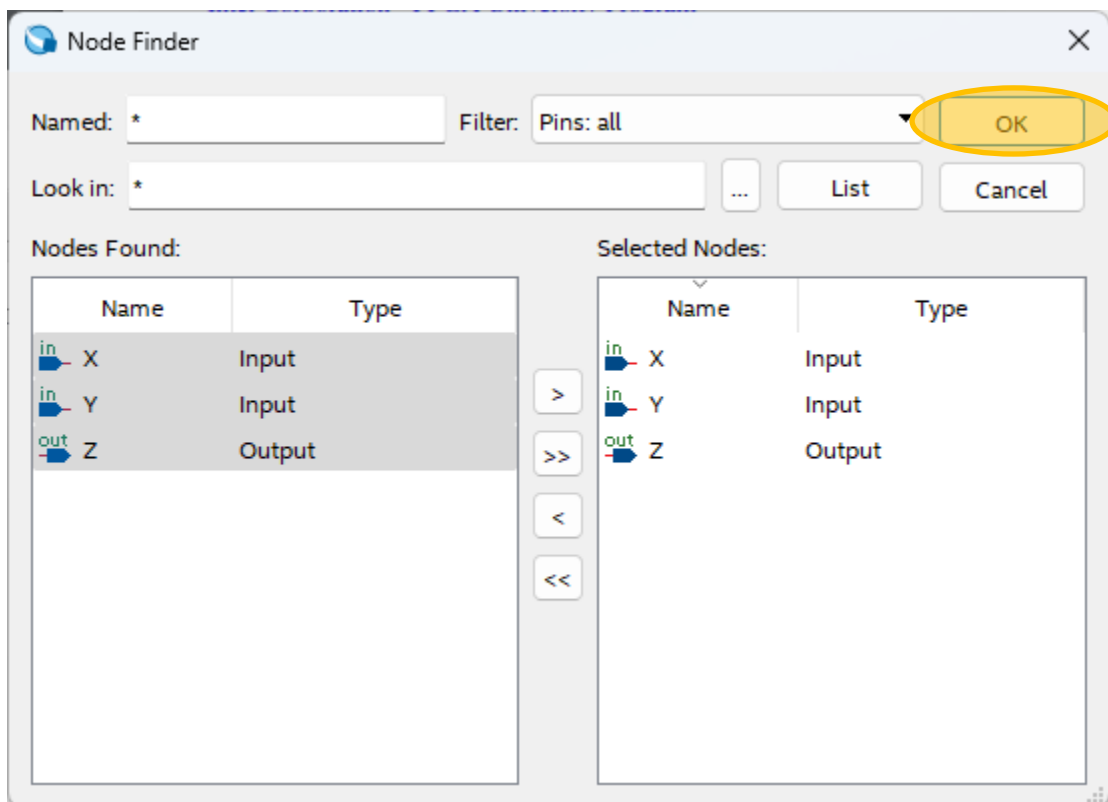 Node Finder
Named: * Filter: Pins: all OK
Look in: * ... List Cancel
Nodes Found: Selected Nodes:
Name Type Name Type
in X Input in X Input
in Y Input in Y Input
out Z Output out Z Output
>
>>
<
<<